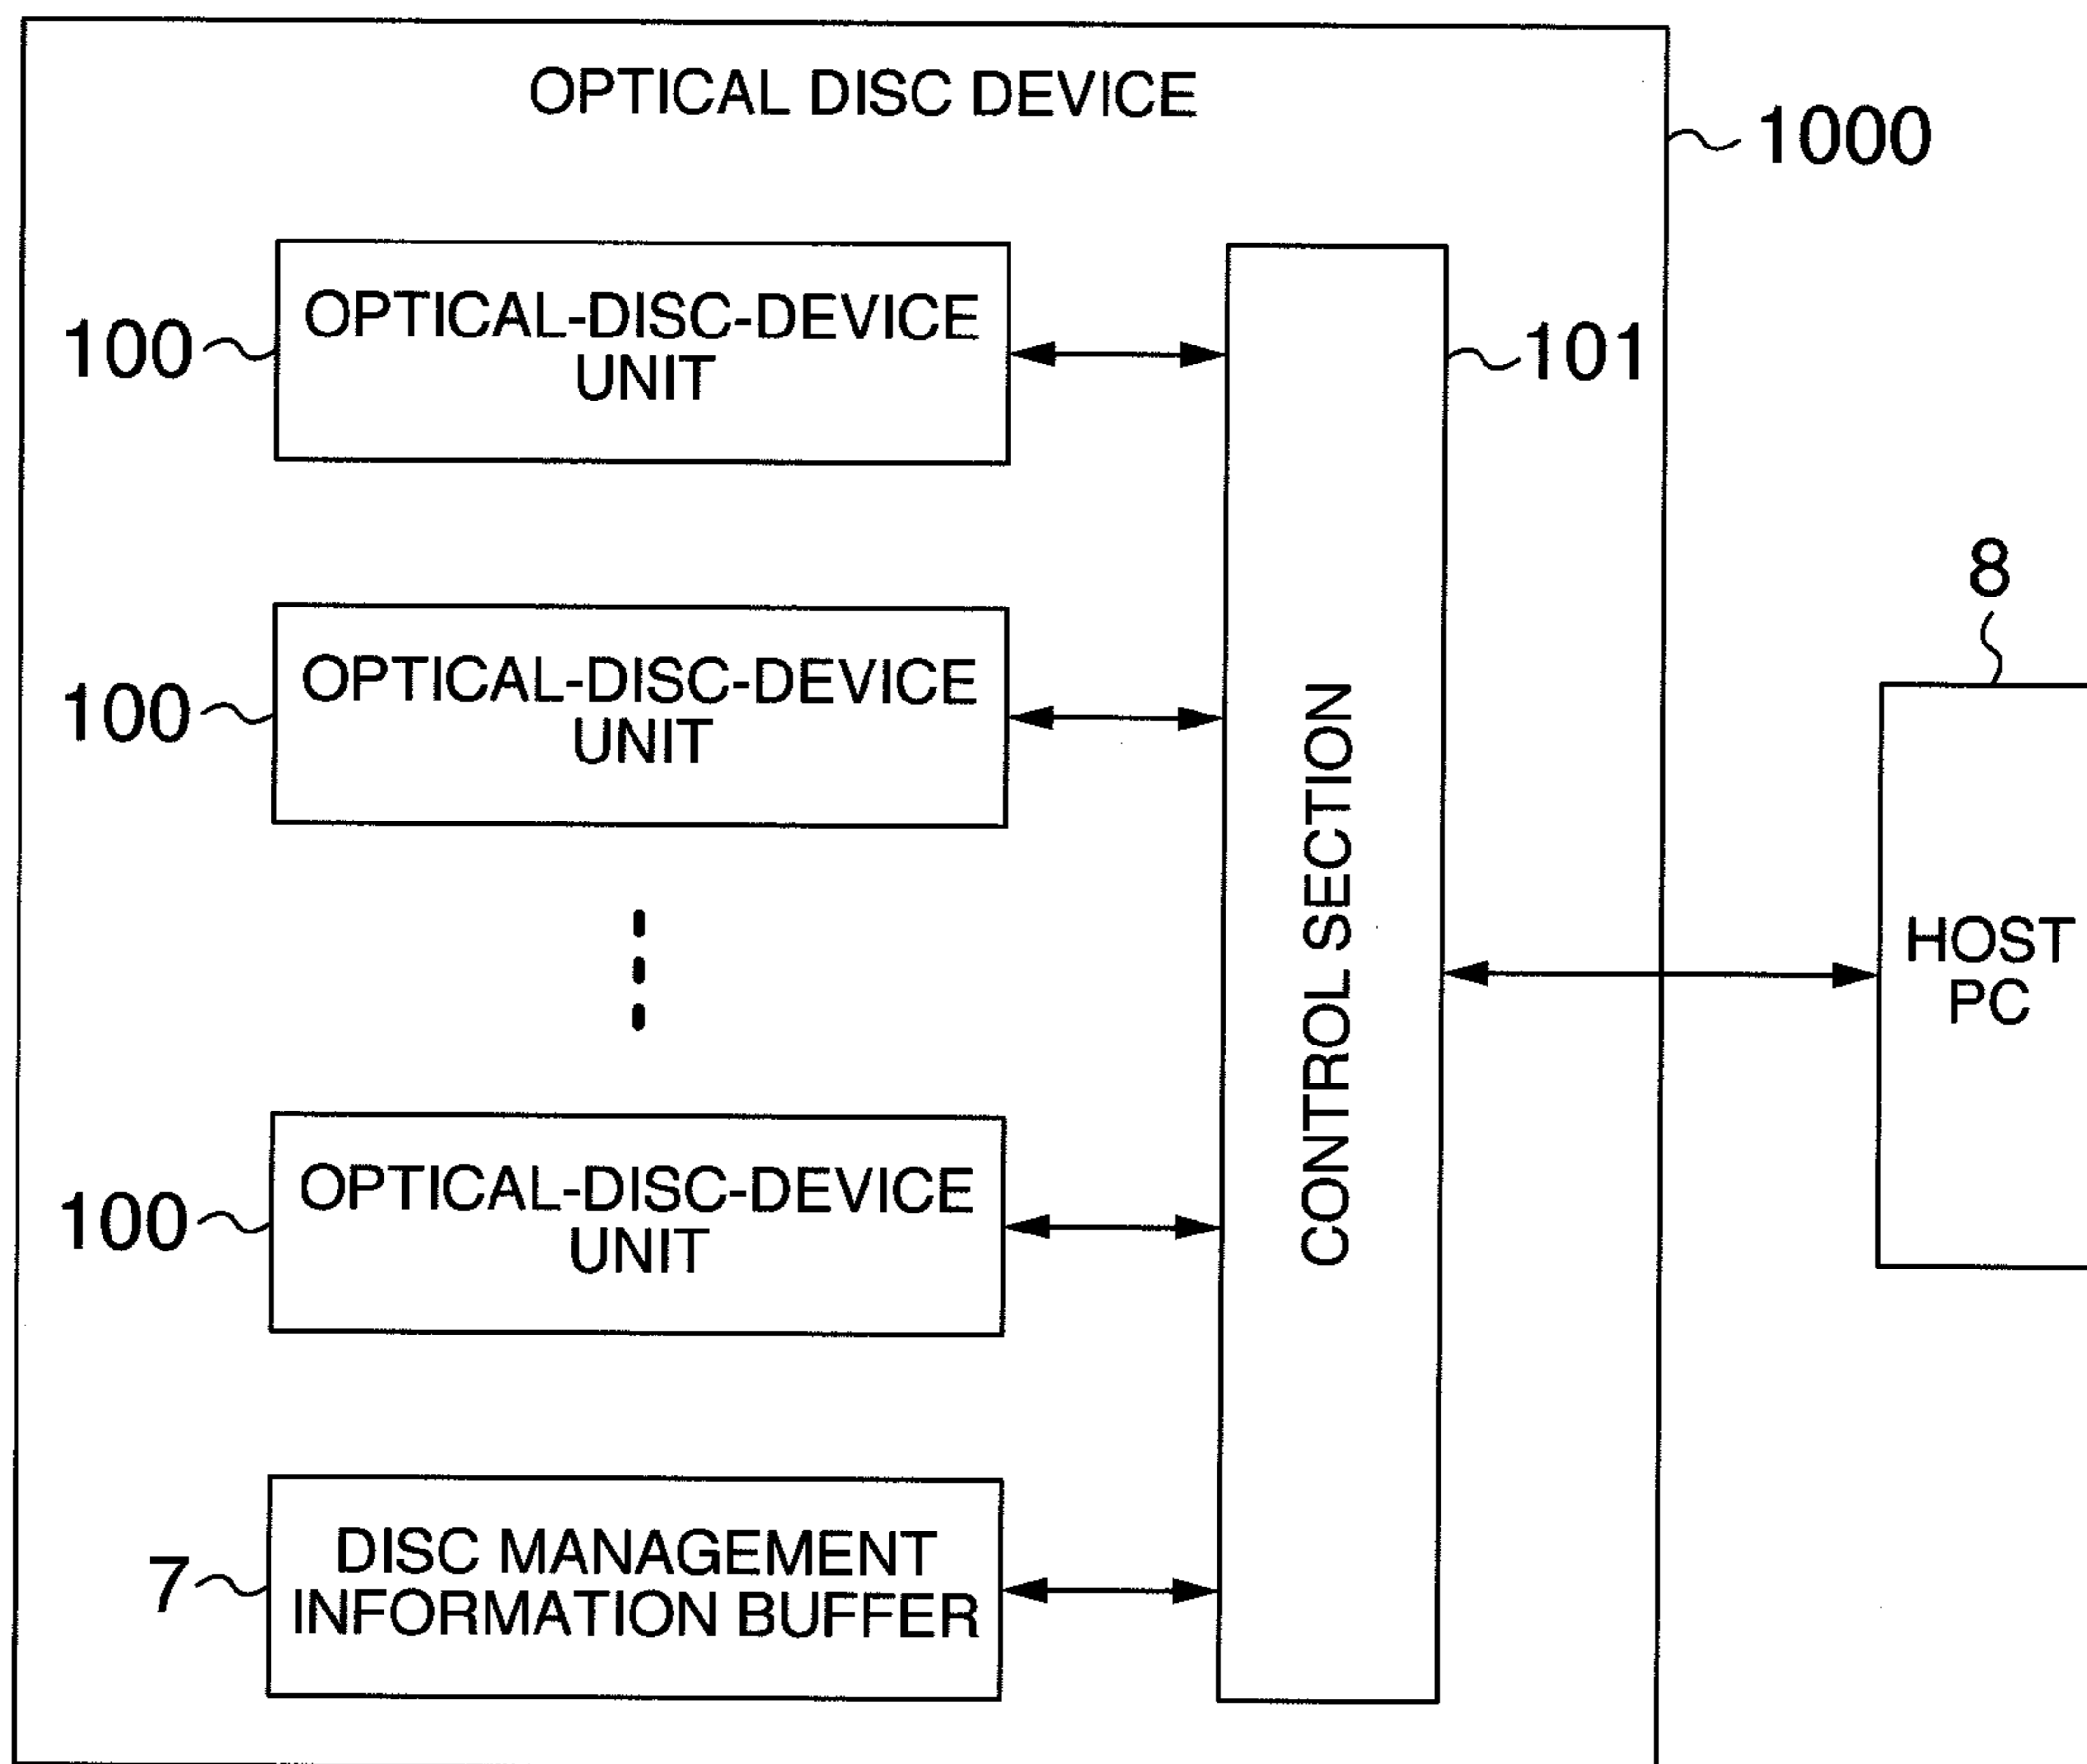 OPTICAL DISC DEVICE
1000
100
OPTICAL-DISC-DEVICE
UNIT
101
100
OPTICAL-DISC-DEVICE
UNIT
8
CONTROL SECTION
HOST
PC
100
OPTICAL-DISC-DEVICE
UNIT
7
DISC MANAGEMENT
INFORMATION BUFFER